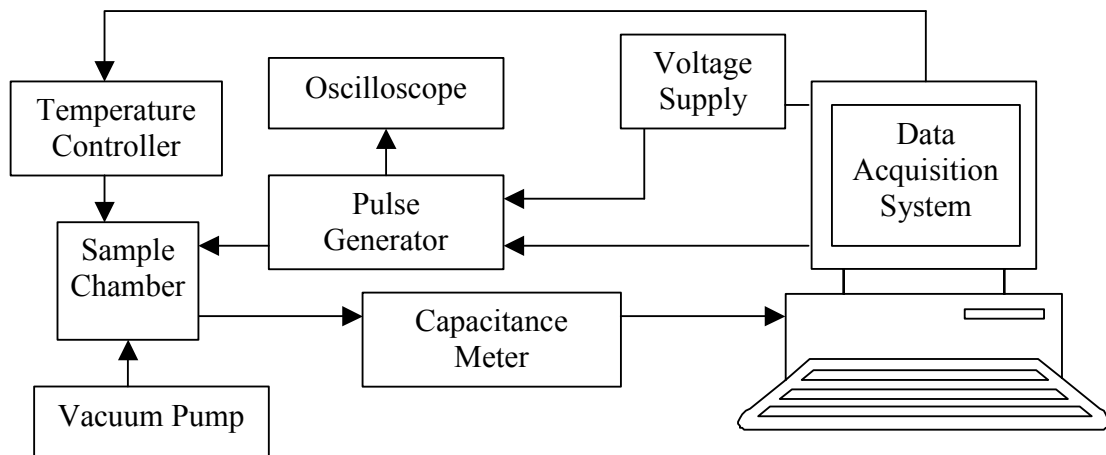 Temperature
Controller
Oscilloscope
Voltage
Supply
Data
Acquisition
System
Pulse
Generator
Sample
Chamber
Capacitance
Meter
Vacuum Pump